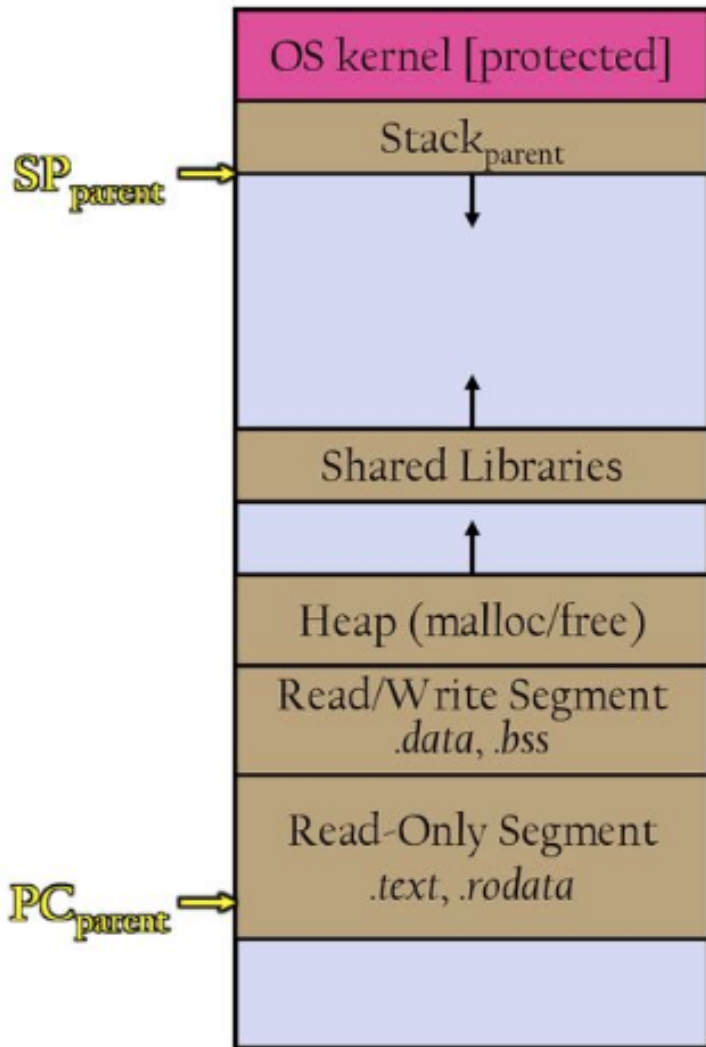 OS kernel [protected]
Stackparent
SPparent
Shared Libraries
Heap (malloc/free)
Read/Write Segment
.data, .bss
Read-Only Segment
.text, .rodata
PCparent